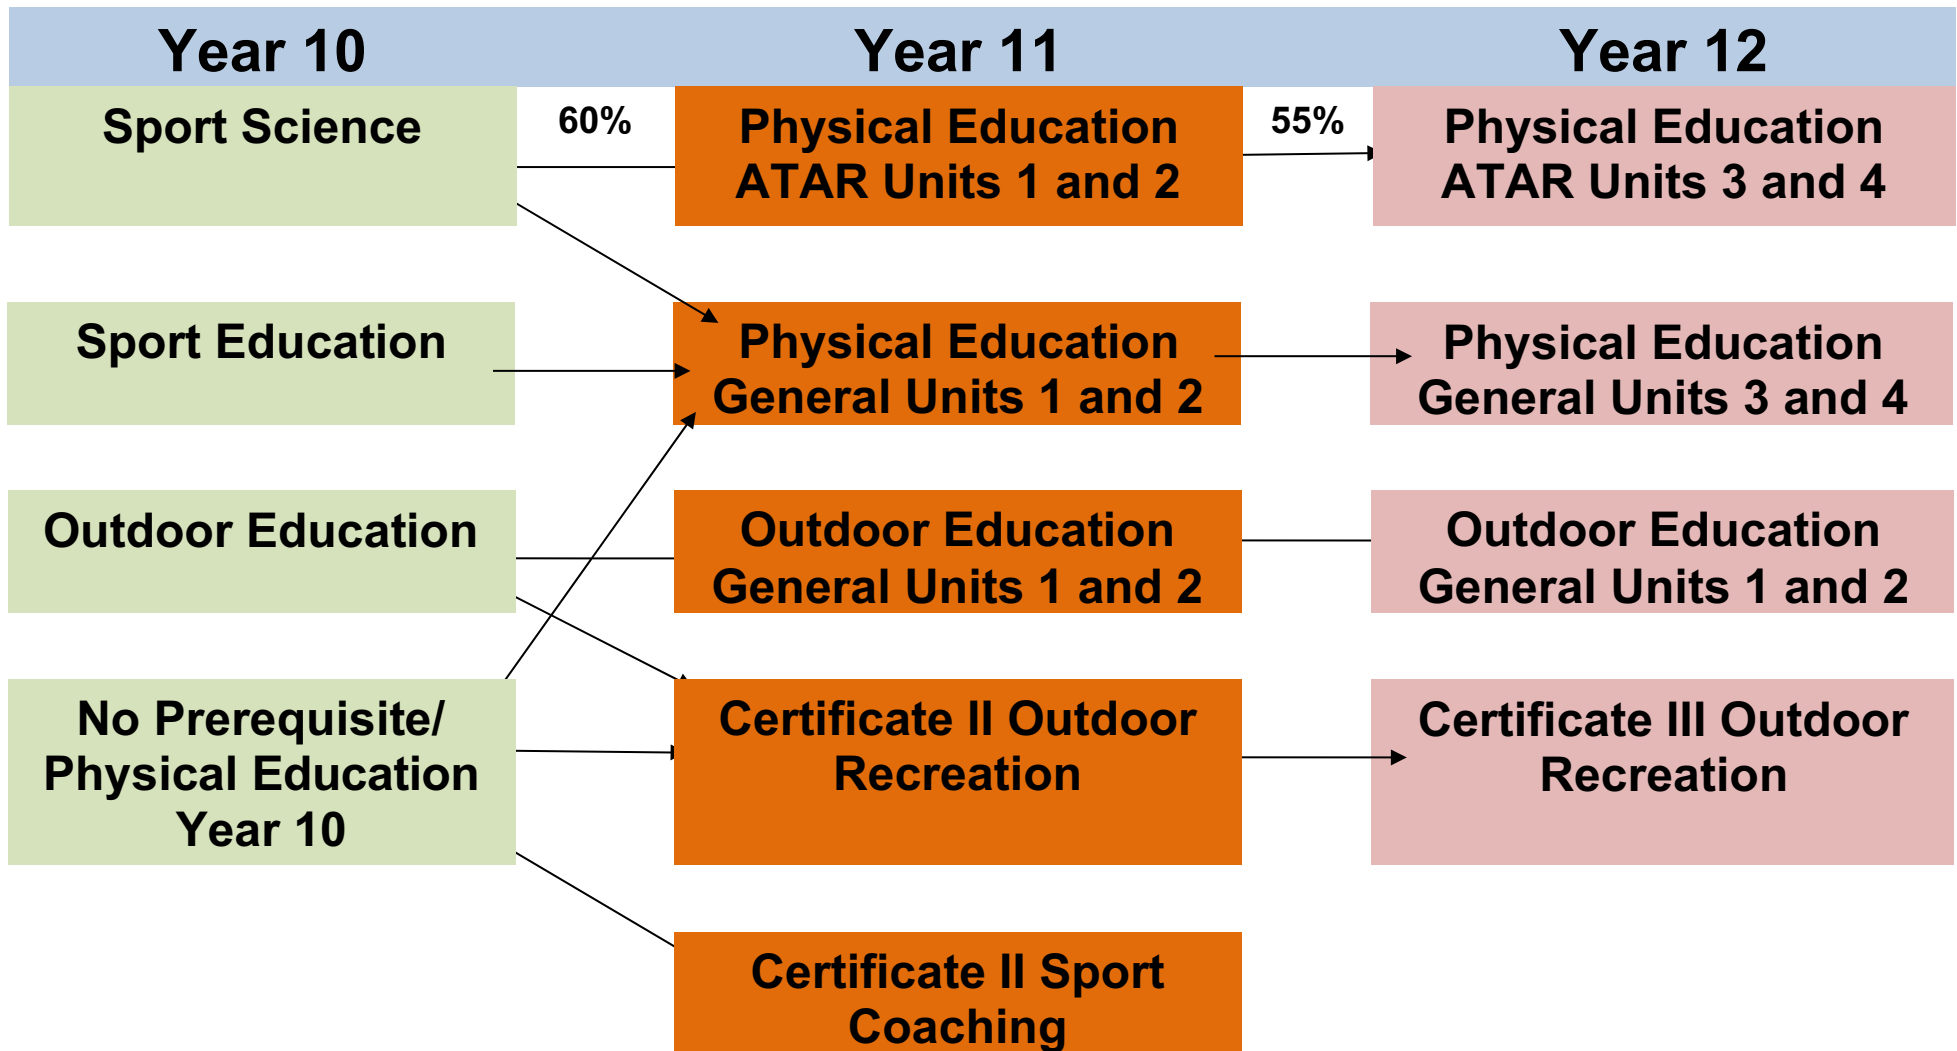 Year 10
Year 11
Year 12
Sport Science
60%
Physical Education
ATAR Units 1 and 2
55%
Physical Education
ATAR Units 3 and 4
Sport Education
Physical Education
General Units 1 and 2
Physical Education
General Units 3 and 4
Outdoor Education
Outdoor Education
General Units 1 and 2
Outdoor Education
General Units 1 and 2
No Prerequisite/
Physical Education
Year 10
Certificate II Outdoor
Recreation
Certificate III Outdoor
Recreation
Certificate II Sport
Coaching